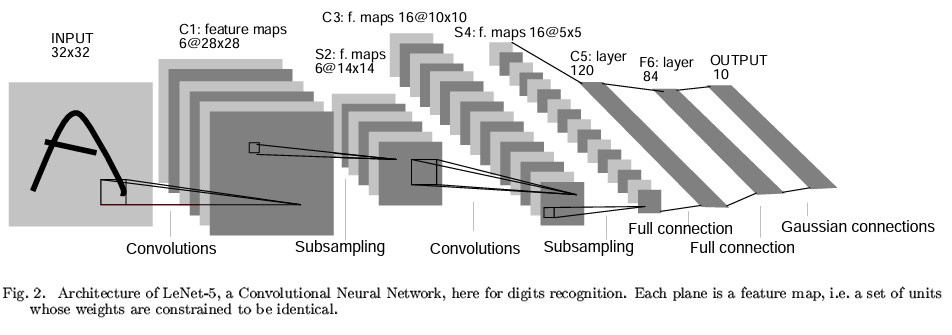 INPUT
32x32
C1: feature maps
6@28x28
S2: f. maps
6@14x14
C3: f. maps 16@10x10
S4: f. maps 16@5x5
C5: layer
120
F6: layer
84
OUTPUT
10
Convolutions
Subsampling
Convolutions
Subsampling
Full connection
Full connection
Gaussian connections
Fig. 2. Architecture of LeNet-5, a Convolutional Neural Network, here for digits recognition. Each plane is a feature map, i.e. a set of units
whose weights are constrained to be identical.